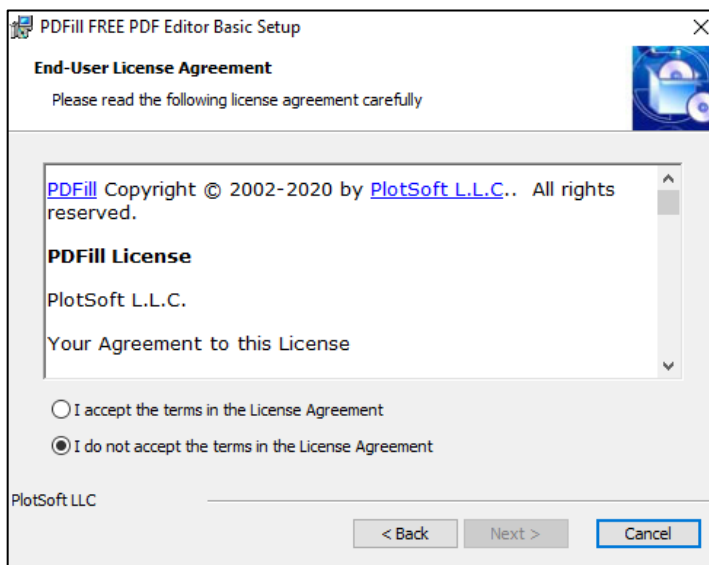 PDFill FREE PDF Editor Basic Setup
End-User License Agreement
Please read the following license agreement carefully
PDFill Copyright © 2002-2020 by PlotSoft L.L.C.. All rights
reserved.
PDFill License
PlotSoft L.L.C.
Your Agreement to this License
I accept the terms in the License Agreement
I do not accept the terms in the License Agreement
PlotSoft LLC
< Back Next > Cancel